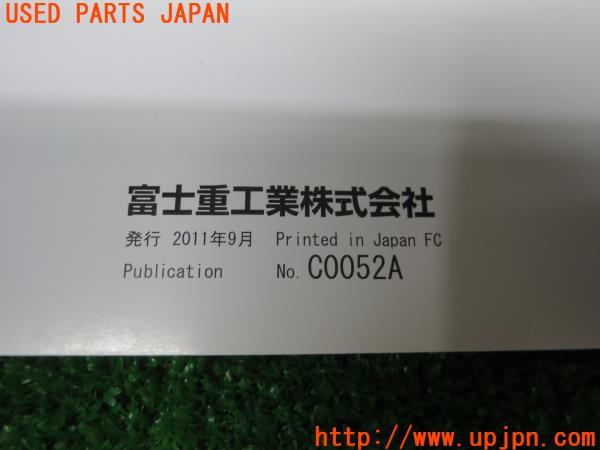 USED PARTS JAPAN
富士重工業株式会社
発行 2011年9月 Printed in Japan FC
Publication No. C0052A
http://www.upjpn.com/